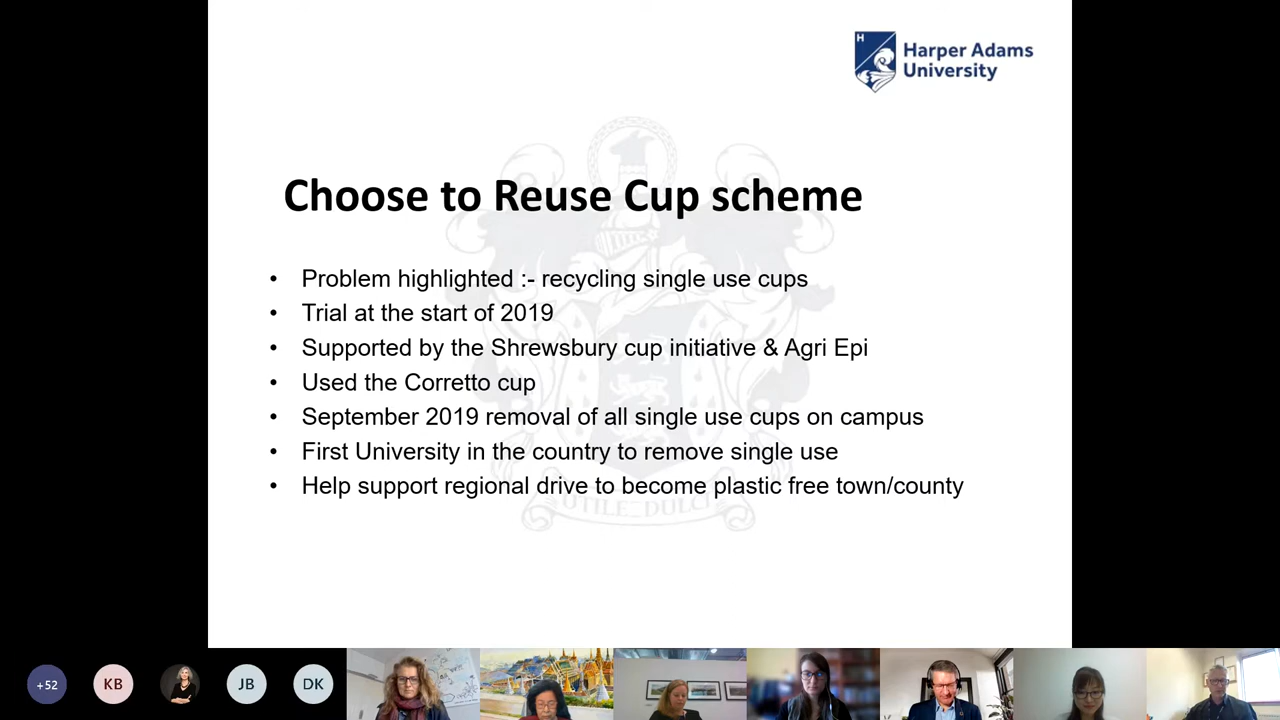 H
Harper Adams
University
Choose to Reuse Cup scheme
• Problem highlighted :- recycling single use cups
• Trial at the start of 2019
• Supported by the Shrewsbury cup initiative & Agri Epi
• Used the Corretto cup
• September 2019 removal of all single use cups on campus
• First University in the country to remove single use
• Help support regional drive to become plastic free town/county
UTILE DULCI
+52
KB
JB
DK